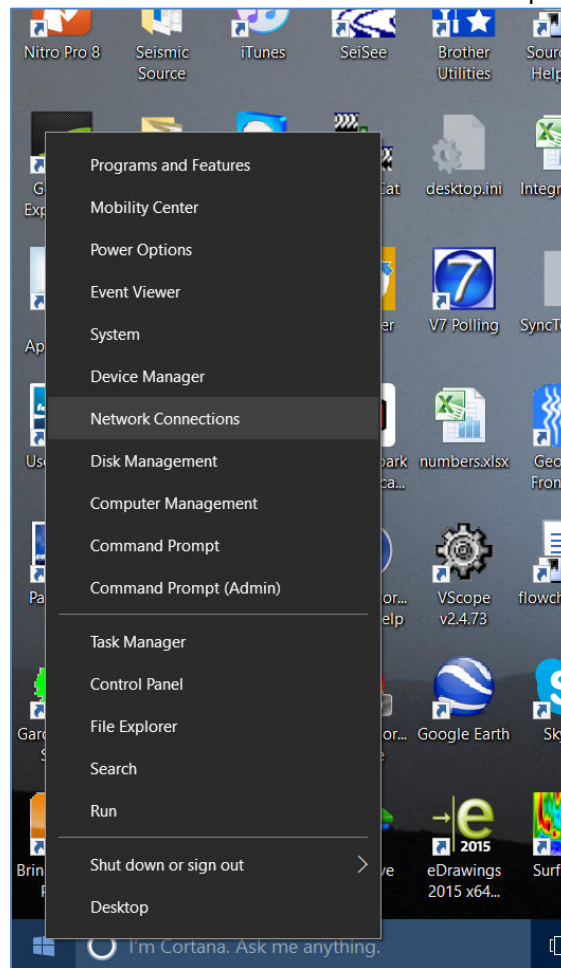 Nitro Pro 8
Seismic
Source
iTunes
SeiSee
Brother
Utilities
desktop.ini
V7 Polling
numbers.xlsx
VScope
v2.4.73
Google Earth
2015
eDrawings
2015 x64...
Programs and Features
Mobility Center
Power Options
Event Viewer
System
Device Manager
Network Connections
Disk Management
Computer Management
Command Prompt
Command Prompt (Admin)
Task Manager
Control Panel
File Explorer
Search
Run
Shut down or sign out
Desktop
I'm Cortana. Ask me anything.